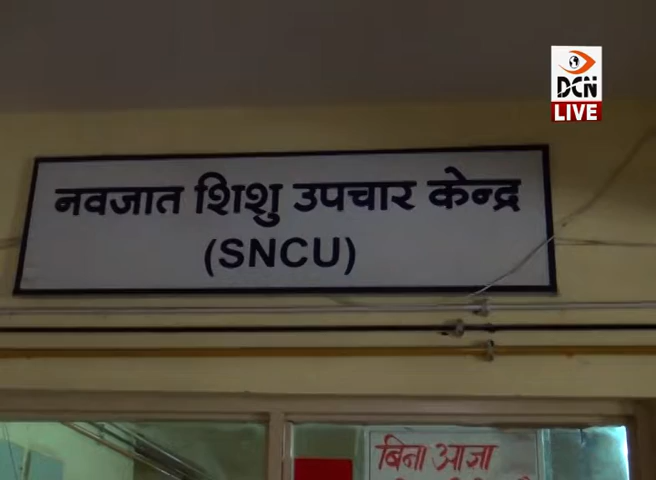 DCN
LIVE
नवजात शिशु उपचार केन्द्र
(SNCU)
बिना आज्ञा